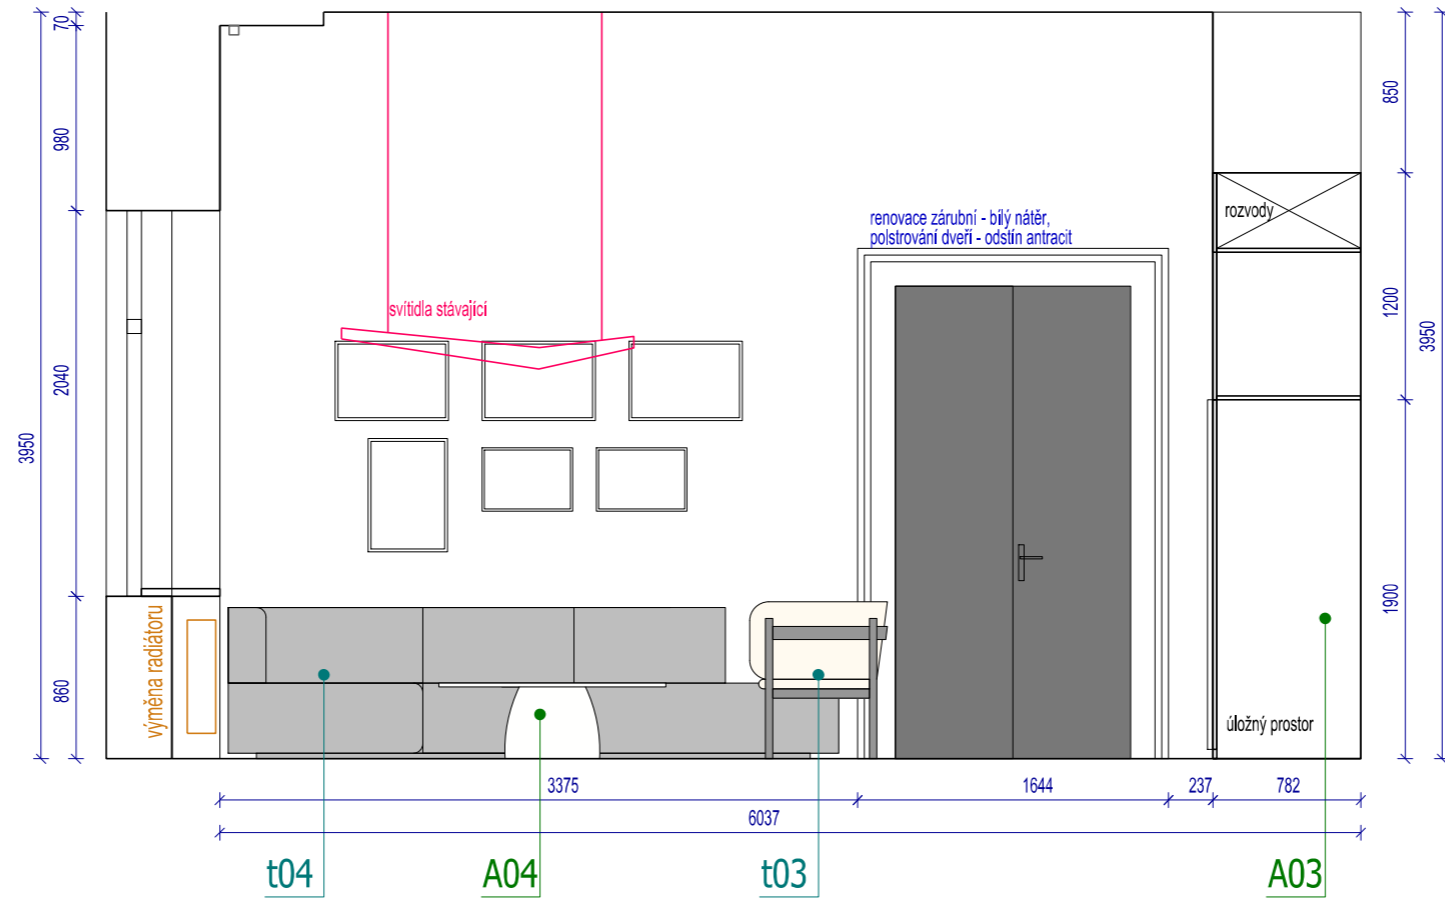 70
980
2040
3950
860
850
1200
3950
1900
rozvody
renovace zárubní - bílý nátěr,
polstrování dveří - odstín antracit
svítidla stávající
výměna radiátoru
úložný prostor
3375
1644
237
782
6037
t04
A04
t03
A03